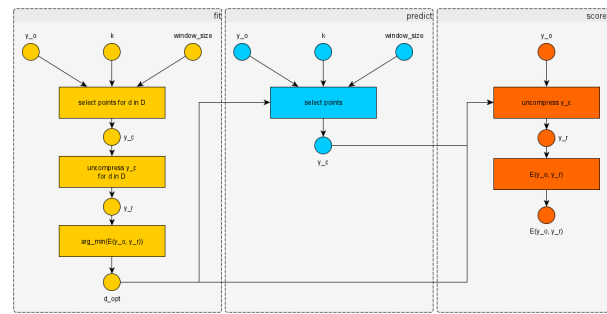 fit
predict
score
y_o
k
window_size
y_o
k
window_size
y_o
select points for d in D
select points
uncompress y_c
y_c
y_c
y_r
uncompress y_c
for d in D
E(y_o, y_r)
y_r
E(y_o, y_r)
arg_min(E(y_o, y_r))
d_opt